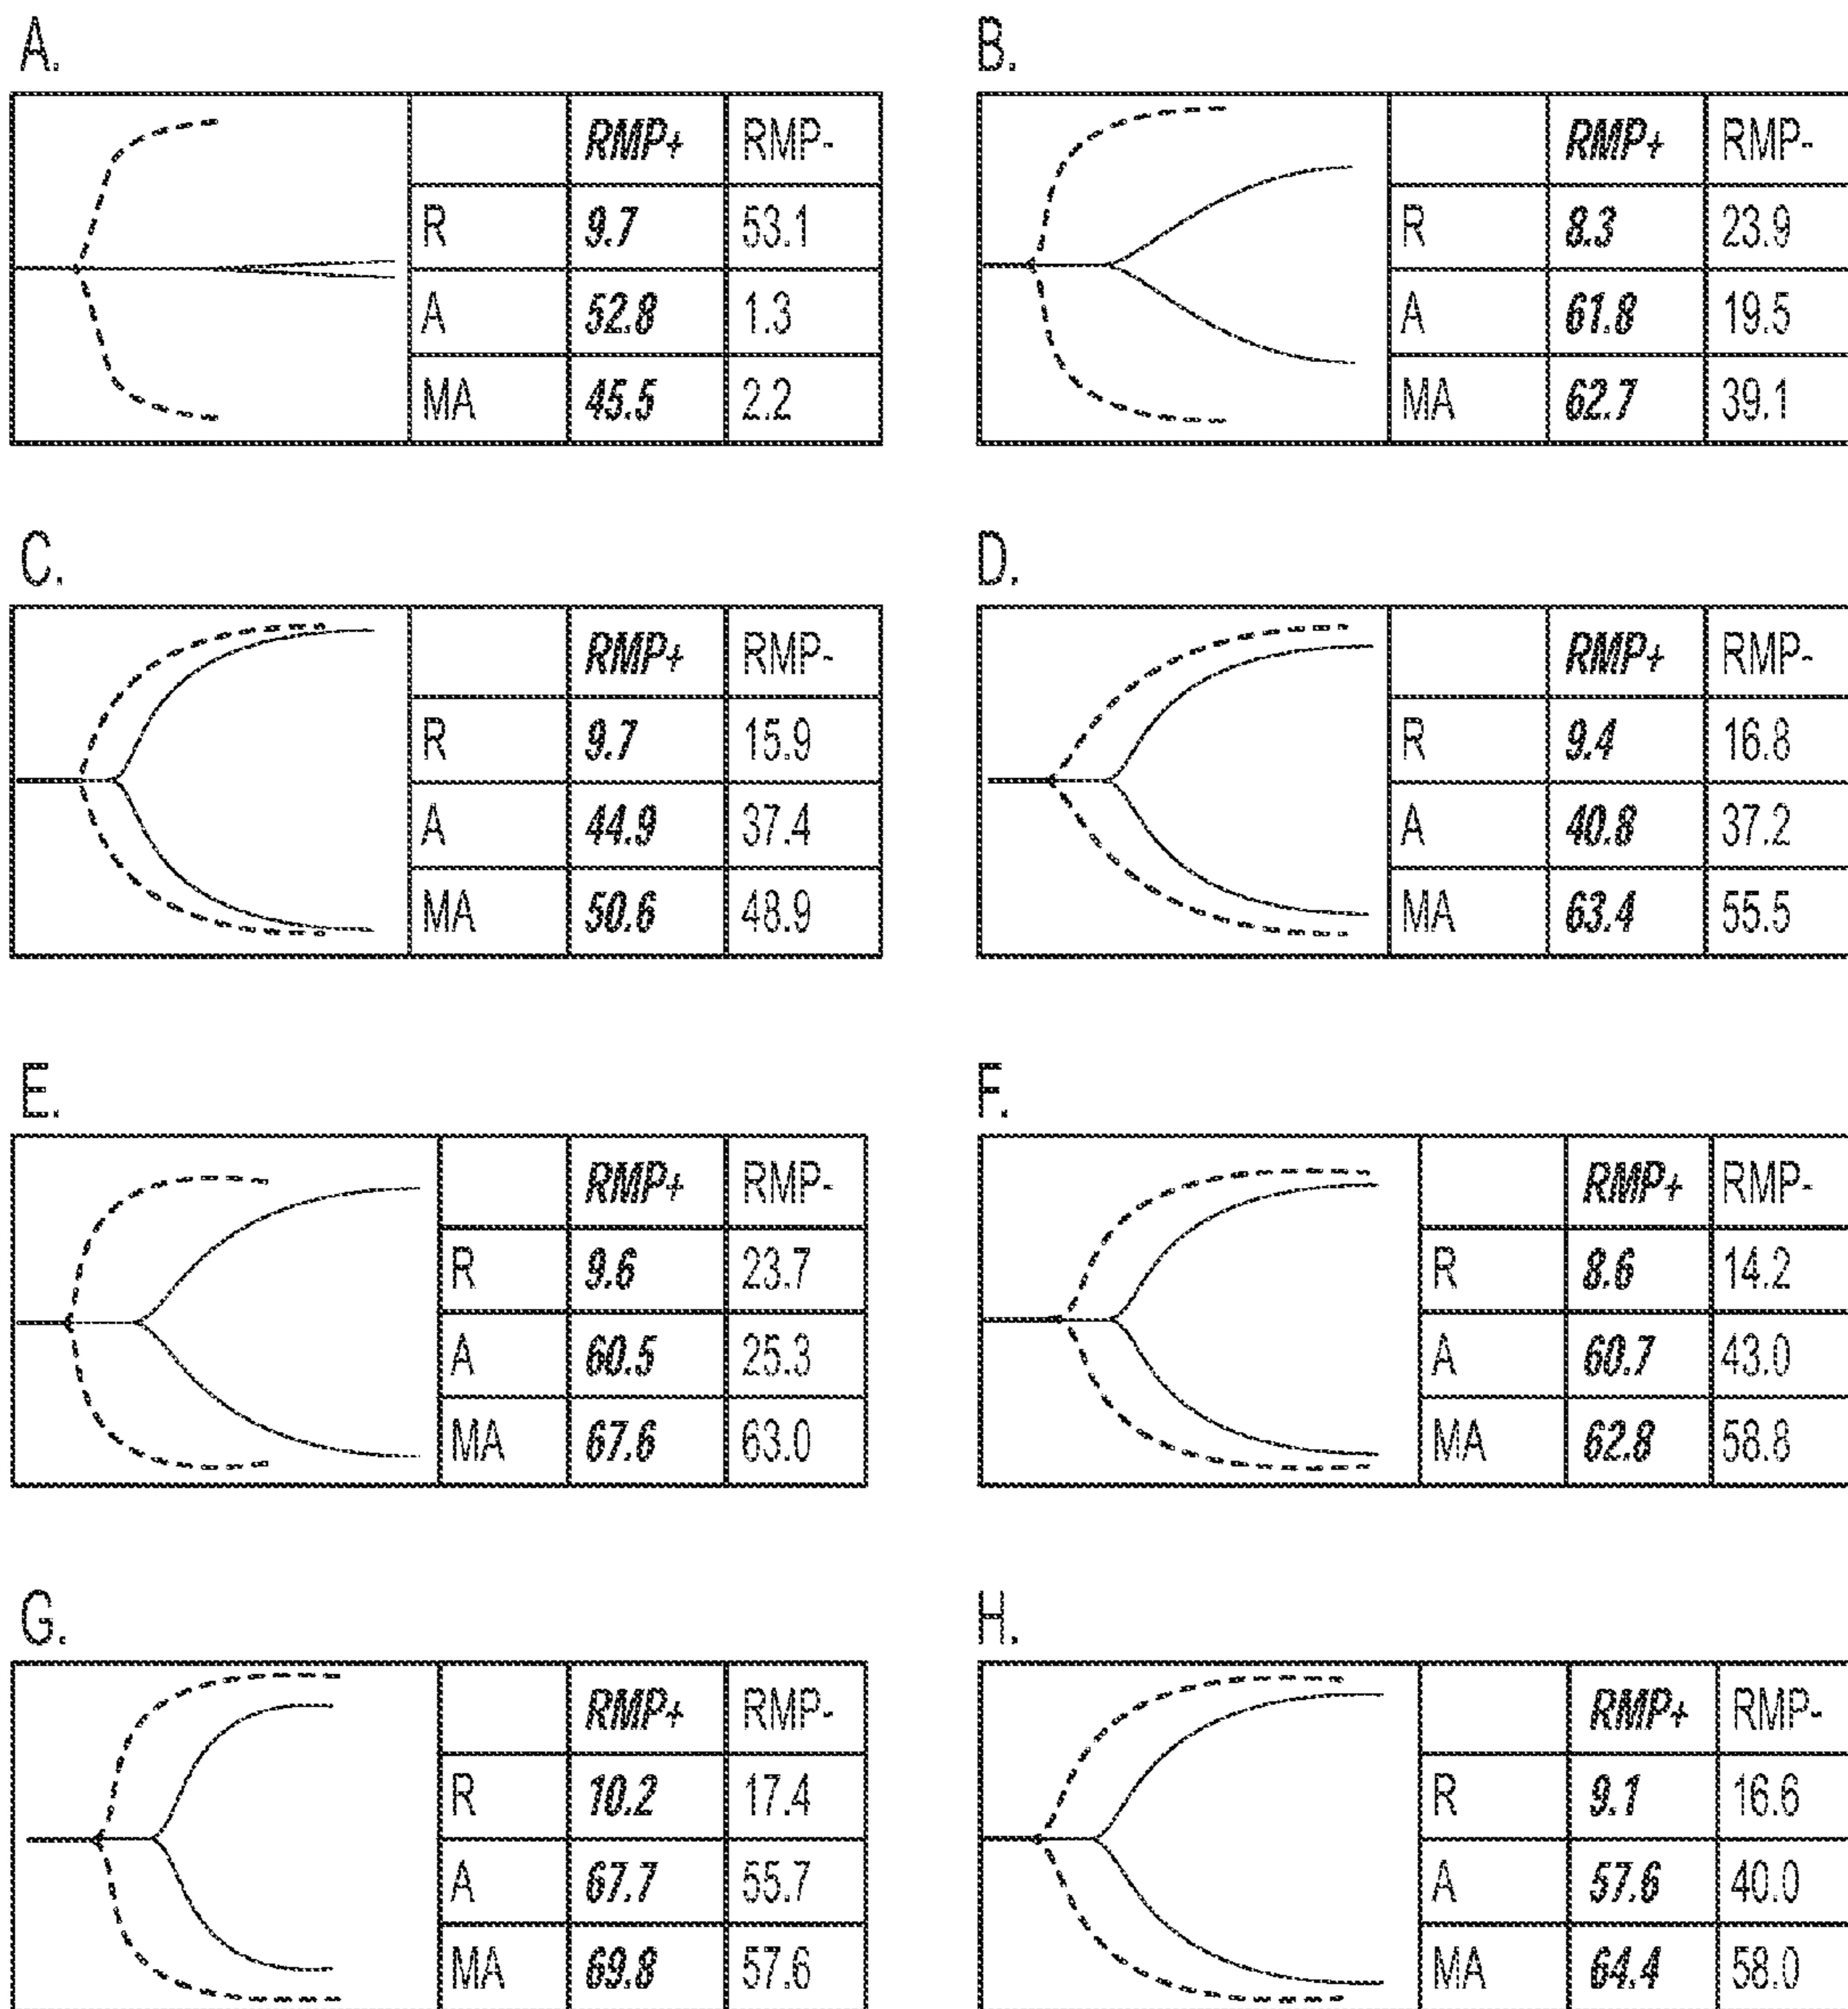 A.
RMP+ RMP-
R 9.7 53.1
A 52.8 1.3
MA 45.5 2.2
B.
RMP+ RMP-
R 8.3 23.9
A 61.8 19.5
MA 62.7 39.1
C.
RMP+ RMP-
R 9.7 15.9
A 44.9 37.4
MA 50.6 48.9
D.
RMP+ RMP-
R 9.4 16.8
A 40.8 37.2
MA 63.4 55.5
E.
RMP+ RMP-
R 9.6 23.7
A 60.5 25.3
MA 67.6 63.0
F.
RMP+ RMP-
R 8.6 14.2
A 60.7 43.0
MA 62.8 58.8
G.
RMP+ RMP-
R 10.2 17.4
A 67.7 55.7
MA 69.8 57.6
H.
RMP+ RMP-
R 9.1 16.6
A 57.6 40.0
MA 64.4 58.0